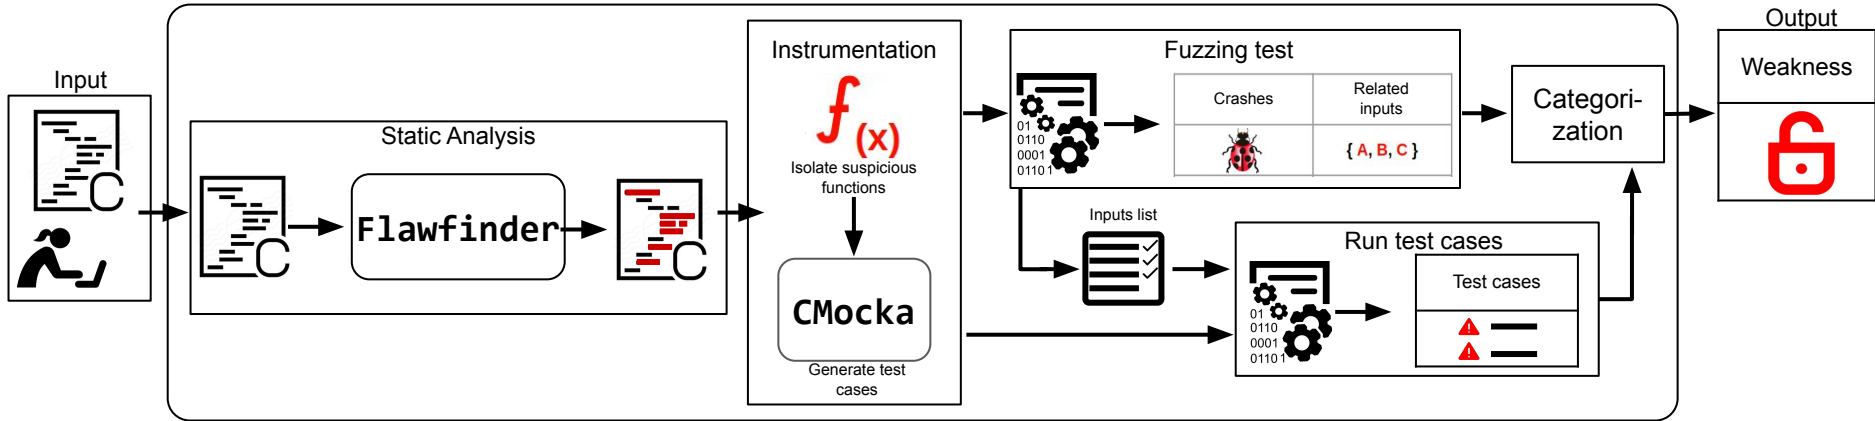 Input
C
Static Analysis
C
Flawfinder
C
Instrumentation
f(x)
Isolate suspicious
functions
CMocka
Generate test
cases
Fuzzing test
01
0110
0001
0110 1
Crashes
Related
inputs
{ A, B, C }
Inputs list
Run test cases
01
0110
0001
0110 1
Test cases
Categori-
zation
Output
Weakness